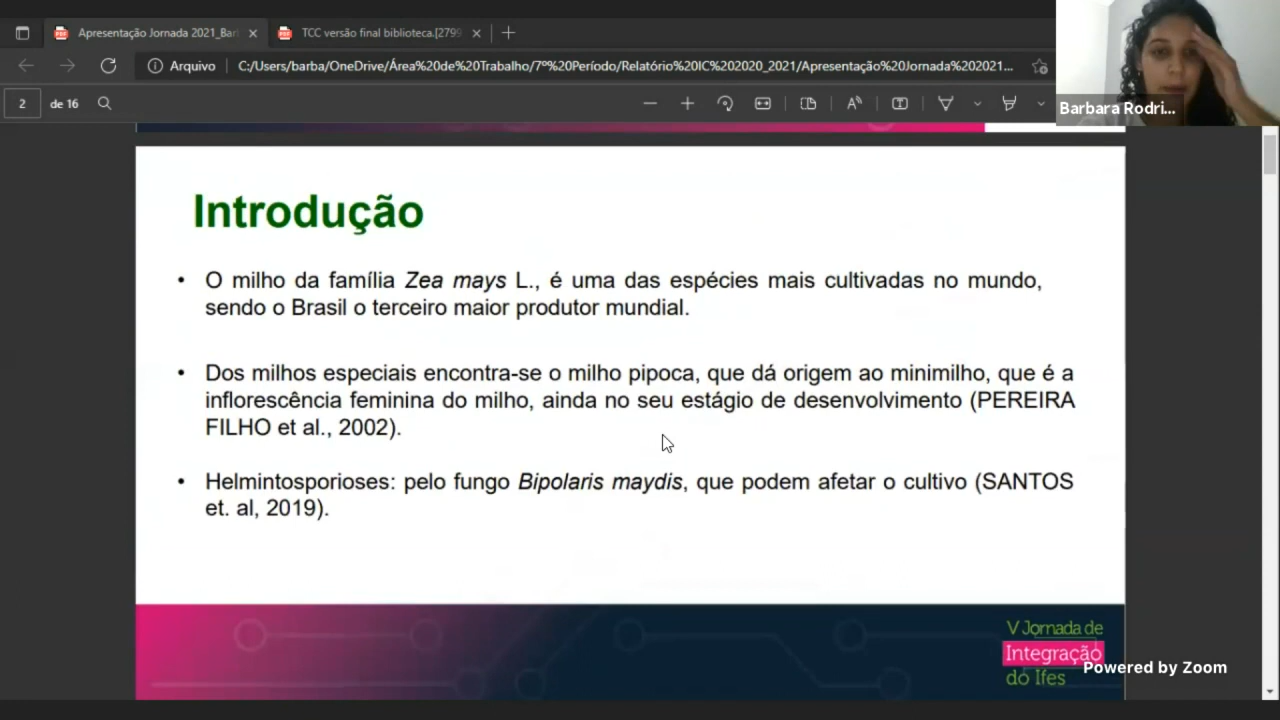 Apresentação Jornada 2021_Bar
TCC versão final biblioteca.[2799
Arquivo
C:/Users/barba/OneDrive/Área%20de%20Trabalho/7º%20Período/Relatório%20IC%202020_2021/Apresentação%20Jornada%202021...
2 de 16
Barbara Rodri...
Introdução
• O milho da família Zea mays L., é uma das espécies mais cultivadas no mundo,
sendo o Brasil o terceiro maior produtor mundial.
• Dos milhos especiais encontra-se o milho pipoca, que dá origem ao minimilho, que é a
inflorescência feminina do milho, ainda no seu estágio de desenvolvimento (PEREIRA
FILHO et al., 2002).
• Helmintosporioses: pelo fungo Bipolaris maydis, que podem afetar o cultivo (SANTOS
et. al, 2019).
V Jornada de
Integração
do Ifes
Powered by Zoom